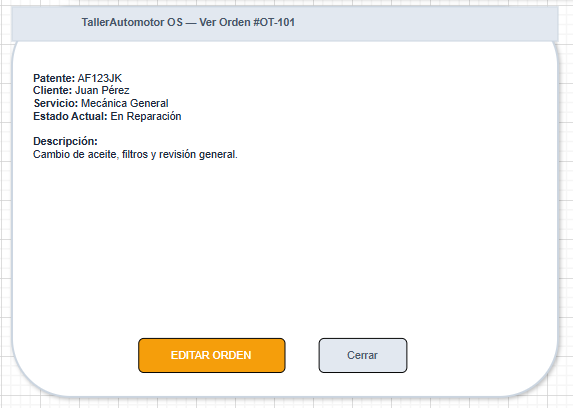 TallerAutomotor OS — Ver Orden #OT-101
Patente: AF123JK
Cliente: Juan Pérez
Servicio: Mecánica General
Estado Actual: En Reparación
Descripción:
Cambio de aceite, filtros y revisión general.
EDITAR ORDEN
Cerrar